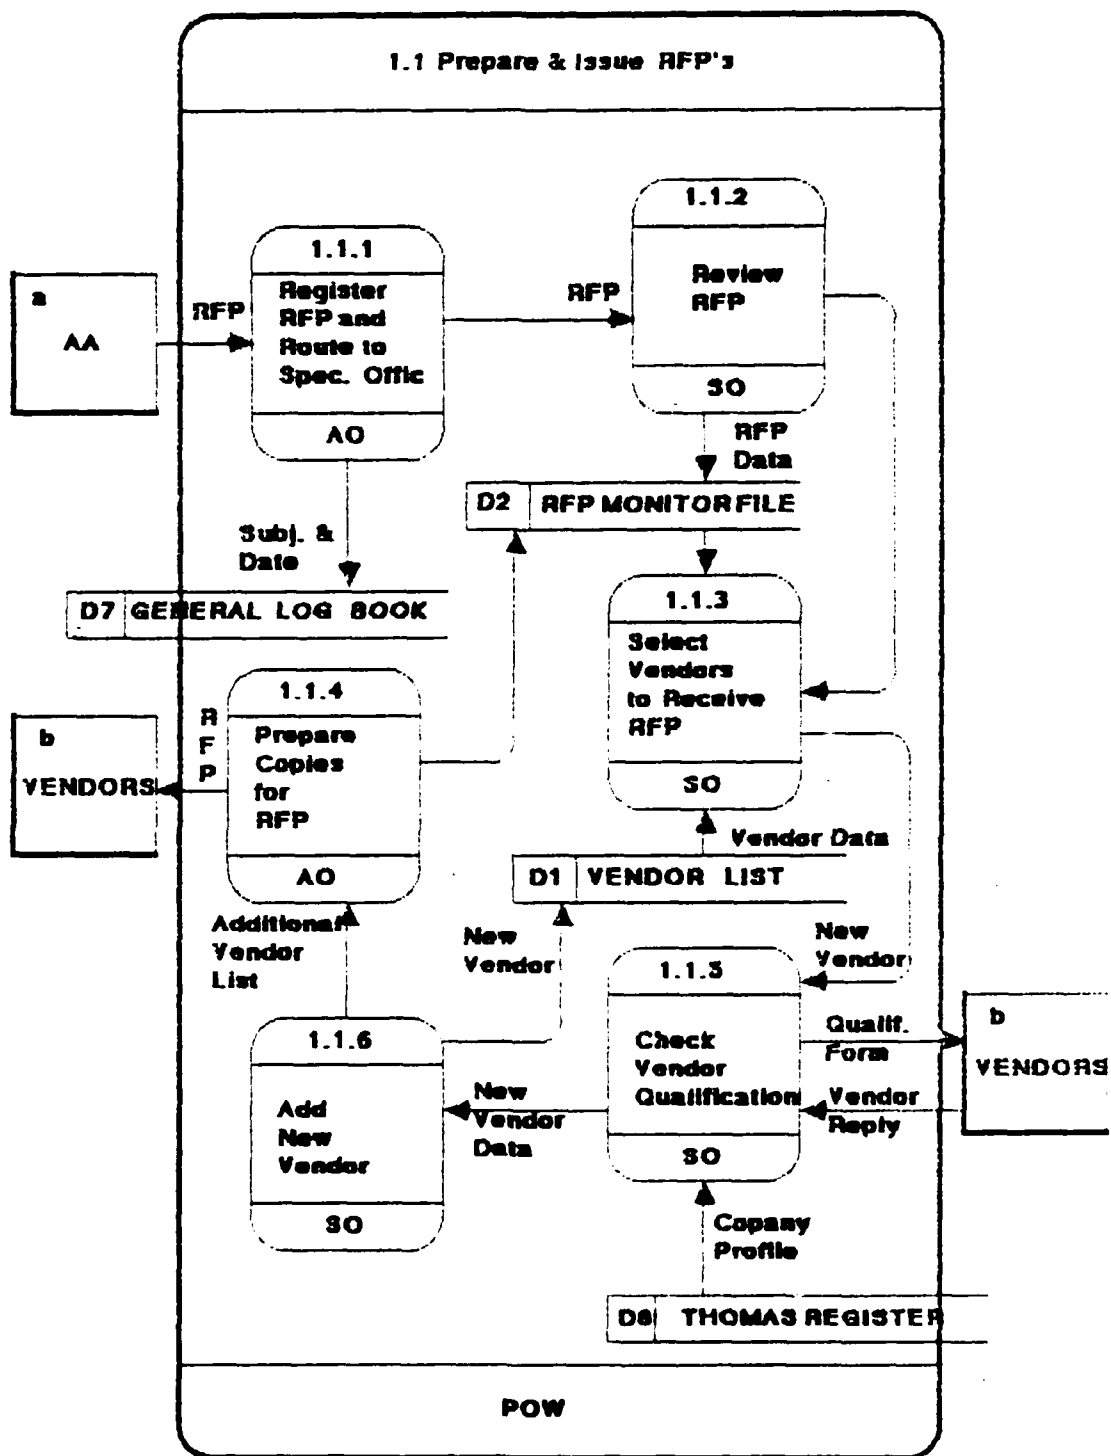 1.1 Prepare & Issue RFP's
1.1.2
Review
RFP
SO
1.1.1
Register
RFP and
Route to
Spec. Offic
AO
a
AA
RFP
RFP
RFP
Data
D2 RFP MONITOR FILE
Subj. &
Date
D7 GENERAL LOG BOOK
1.1.3
Select
Vendors
to Receive
RFP
SO
1.1.4
Prepare
Copies
for
RFP
AO
R
F
P
b
VENDORS
Vendor Data
D1 VENDOR LIST
Additional
Vendor
List
New
Vendor
New
Vendor
1.1.5
Check
Vendor
Qualification
SO
Qualif.
Form
Vendor
Reply
b
VENDORS
1.1.6
Add
New
Vendor
SO
New
Vendor
Data
Copany
Profile
D8 THOMAS REGISTER
POW